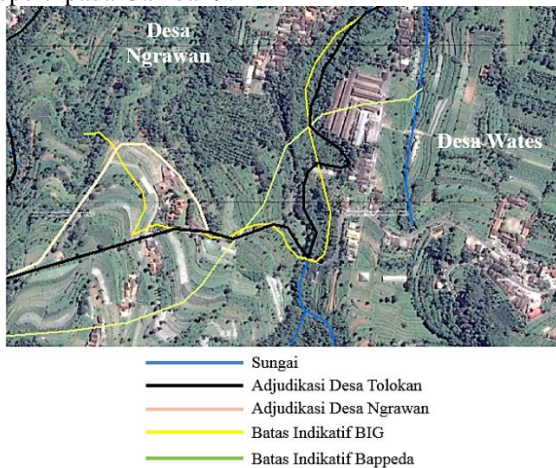 Desa
Ngrawan
Desa Wates
Sungai
Adjudikasi Desa Tolokan
Adjudikasi Desa Ngrawan
Batas Indikatif BIG
Batas Indikatif Bappeda